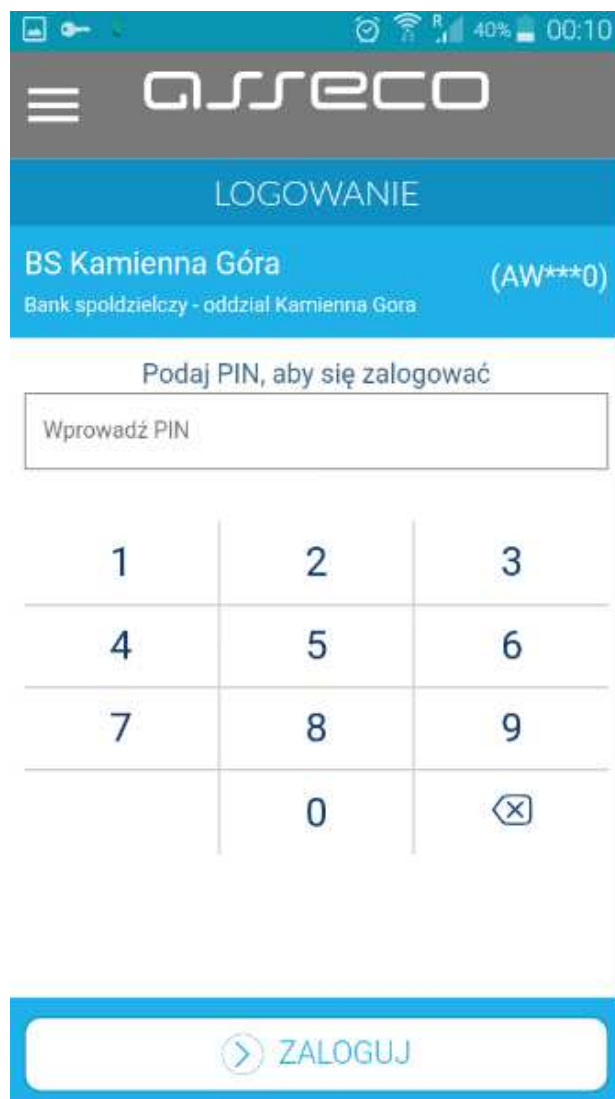 R 40% 00:10
asseco
LOGOWANIE
BS Kamienna Góra
(AW***0)
Bank spoldzielczy - oddzial Kamienna Gora
Podaj PIN, aby się zalogować
Wprowadź PIN
1 2 3
4 5 6
7 8 9
0
ZALOGUJ